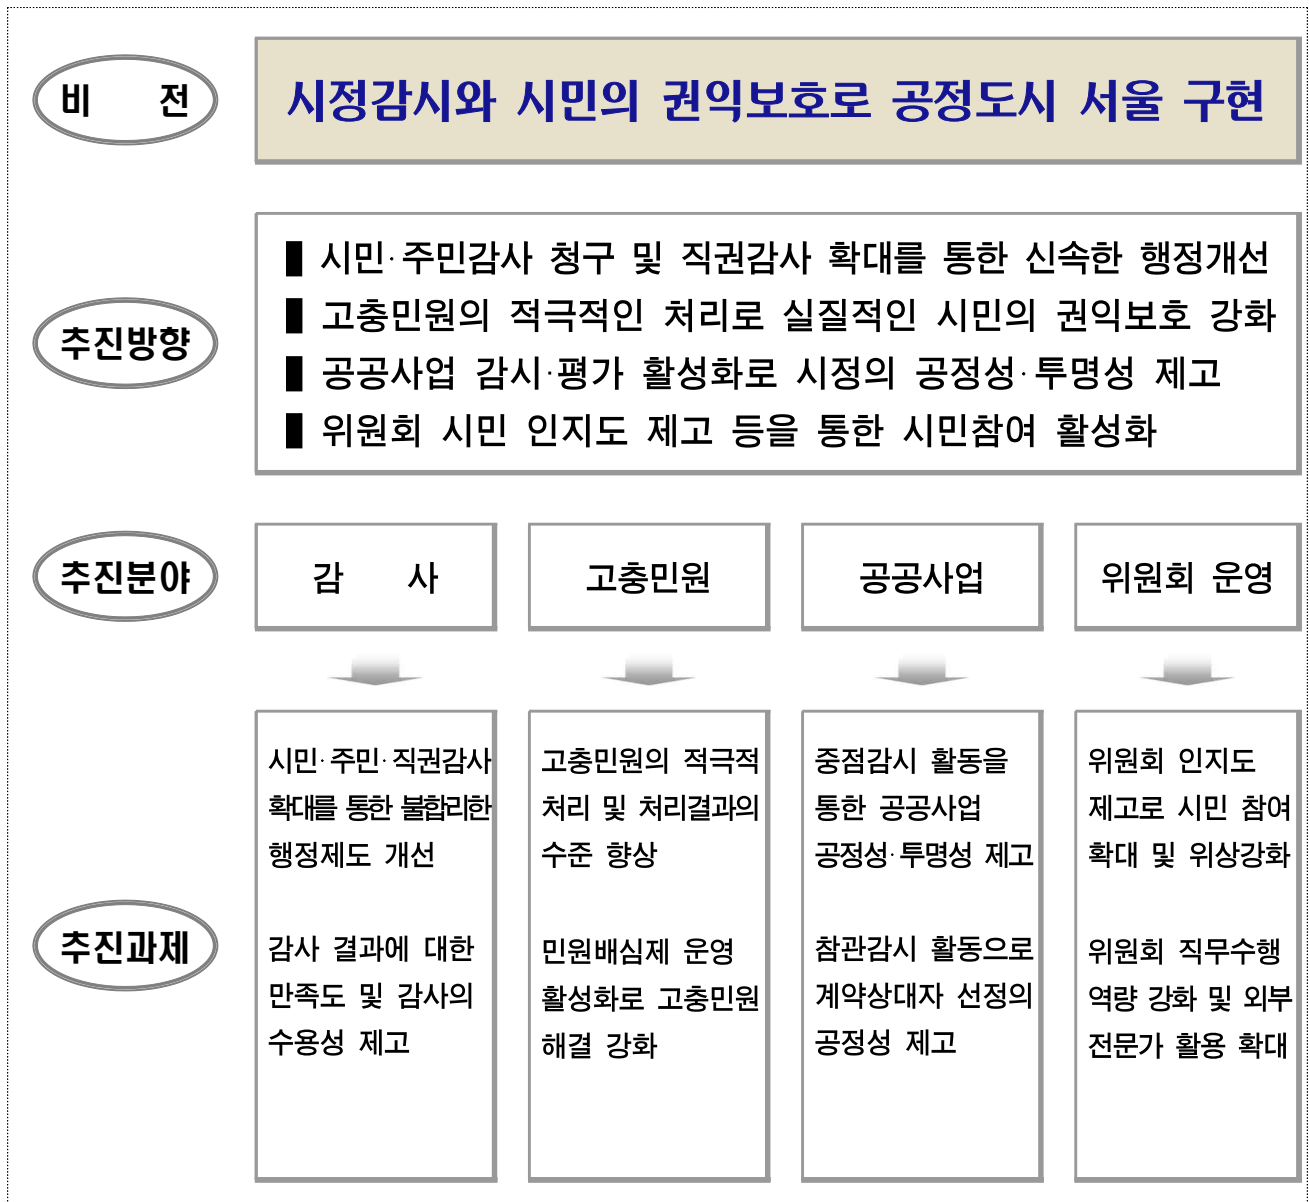 비 전
시정감시와 시민의 권익보호로 공정도시 서울 구현
추진방향
▮ 시민·주민감사 청구 및 직권감사 확대를 통한 신속한 행정개선
▮ 고충민원의 적극적인 처리로 실질적인 시민의 권익보호 강화
▮ 공공사업 감시·평가 활성화로 시정의 공정성·투명성 제고
▮ 위원회 시민 인지도 제고 등을 통한 시민참여 활성화
추진분야
감 사
고충민원
공공사업
위원회 운영
추진과제
시민·주민·직권감사
확대를 통한 불합리한
행정제도 개선
감사 결과에 대한
만족도 및 감사의
수용성 제고
고충민원의 적극적
처리 및 처리결과의
수준 향상
민원배심제 운영
활성화로 고충민원
해결 강화
중점감시 활동을
통한 공공사업
공정성·투명성 제고
참관감시 활동으로
계약상대자 선정의
공정성 제고
위원회 인지도
제고로 시민 참여
확대 및 위상강화
위원회 직무수행
역량 강화 및 외부
전문가 활용 확대